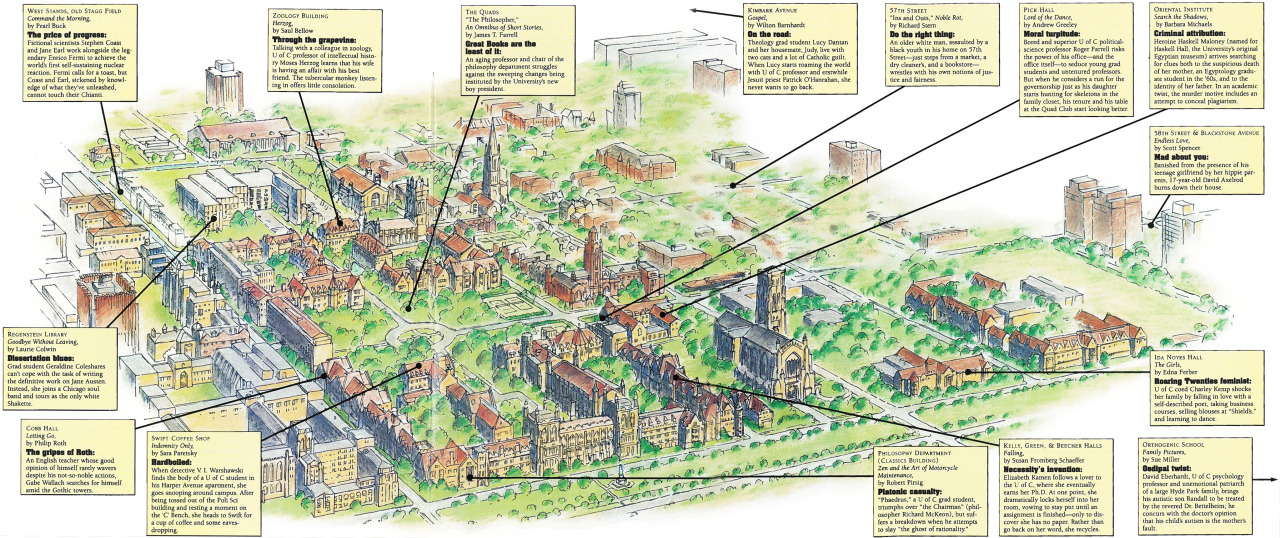 WEST STANDS, OLD STAGG FIELD
Command the Morning,
by Pearl Buck
The price of progress:
Fictional scientists Stephen Coast
and Jane Earl work alongside the leg-
endary Enrico Fermi to achieve the
world's first self-sustaining nuclear
reaction. Fermi calls for a toast, but
Coast and Earl, sickened by knowl-
edge of what they've unleashed,
cannot touch their Chianti.
ZOOLOGY BUILDING
Herzog,
by Saul Bellow
Through the grapevine:
Talking with a colleague in zoology,
U of C professor of intellectual histo-
ry Moses Herzog learns that his wife
is having an affair with his best
friend. The tubercular monkey listen-
ing in offers little consolation.
THE QUADS
"The Philosopher,"
An Omnibus of Short Stories,
by James T. Farrell
Great Books are the
least of it:
An aging professor and chair of the
philosophy department struggles
against the sweeping changes being
instituted by the University's new
boy president.
KIMBARK AVENUE
Gospel,
by Wilton Barnhardt
On the road:
Theology grad student Lucy Dantan
and her housemate, Judy, live with
two cats and a lot of Catholic guilt.
When Lucy starts roaming the world
with U of C professor and erstwhile
Jesuit priest Patrick O'Hanrahan, she
never wants to go back.
57TH STREET
"Ins and Outs," Noble Rot,
by Richard Stern
Do the right thing:
An older white man, assaulted by a
black youth in his home on 57th
Street—just steps from a market, a
dry cleaner's, and a bookstore—
wrestles with his own notions of jus-
tice and fairness.
PICK HALL
Lord of the Dance,
by Andrew Greeley
Moral turpitude:
Bored and superior U of C political-
science professor Roger Farrell risks
the power of his office—and the
office itself—to seduce young grad
students and untenured professors.
But when he considers a run for the
governorship just as his daughter
starts hunting for skeletons in the
family closet, his tenure and his table
at the Quad Club start looking better.
ORIENTAL INSTITUTE
Search the Shadows,
by Barbara Michaels
Criminal attribution:
Heroine Haskell Maloney (named for
Haskell Hall, the University's original
Egyptian museum) arrives searching
for clues both to the suspicious death
of her mother, an Egyptology gradu-
ate student in the '60s, and to the
identity of her father. In an academic
twist, the murder motive includes an
attempt to conceal plagiarism.
58TH STREET & BLACKSTONE AVENUE
Endless Love,
by Scott Spencer
Mad about you:
Banished from the presence of his
teenage girlfriend by her hippie par-
ents, 17-year-old David Axelrod
burns down their house.
REGENSTEIN LIBRARY
Goodbye Without Leaving,
by Laurie Colwin
Dissertation blues:
Grad student Geraldine Coleshares
can't cope with the task of writing
the definitive work on Jane Austen.
Instead, she joins a Chicago soul
band and tours as the only white
Shakette.
COBB HALL
Letting Go,
by Philip Roth
The gripes of Roth:
An English teacher whose good
opinion of himself rarely wavers
despite his not-so-noble actions,
Gabe Wallach searches for himself
amid the Gothic towers.
SWIFT COFFEE SHOP
Indemnity Only,
by Sara Paretsky
Hardboiled:
When detective V. I. Warshawski
finds the body of a U of C student in
his Harper Avenue apartment, she
goes snooping around campus. After
being tossed out of the Polt Sci
building and resting a moment on
the 'C' Bench, she heads to Swift for
a cup of coffee and some eaves-
dropping.
PHILOSOPHY DEPARTMENT
(CLASSICS BUILDING)
Zen and the Art of Motorcycle
Maintenance,
by Robert Pirsig
Platonic casualty:
"Phaedrus," a U of C grad student,
triumphs over "the Chairman" (phil-
osopher Richard McKeon), but suf-
fers a breakdown when he attempts
to slay "the ghost of rationality."
KELLY, GREEN, & BEECHER HALLS
Falling,
by Susan Fromberg Schaeffer
Necessity's invention:
Elizabeth Kamen follows a lover to
the U of C, where she eventually
earns her Ph.D. At one point, she
dramatically locks herself into her
room, vowing to stay put until an
assignment is finished—only to dis-
cover she has no paper. Rather than
go back on her word, she recycles.
IDA NOYES HALL
The Girls,
by Edna Ferber
Roaring Twenties feminist:
U of C coed Charley Kemp shocks
her family by falling in love with a
self-described poet, taking business
courses, selling blouses at "Shield's,"
and learning to dance.
ORTHOGENIC SCHOOL
Family Pictures,
by Sue Miller
Oedipal twist:
David Eberhardt, U of C psychology
professor and unemotional patriarch
of a large Hyde Park family, brings
his autistic son Randall to be treated
by the revered Dr. Bettelheim; he
concurs with the doctor's opinion
that his child's autism is the mother's
fault.